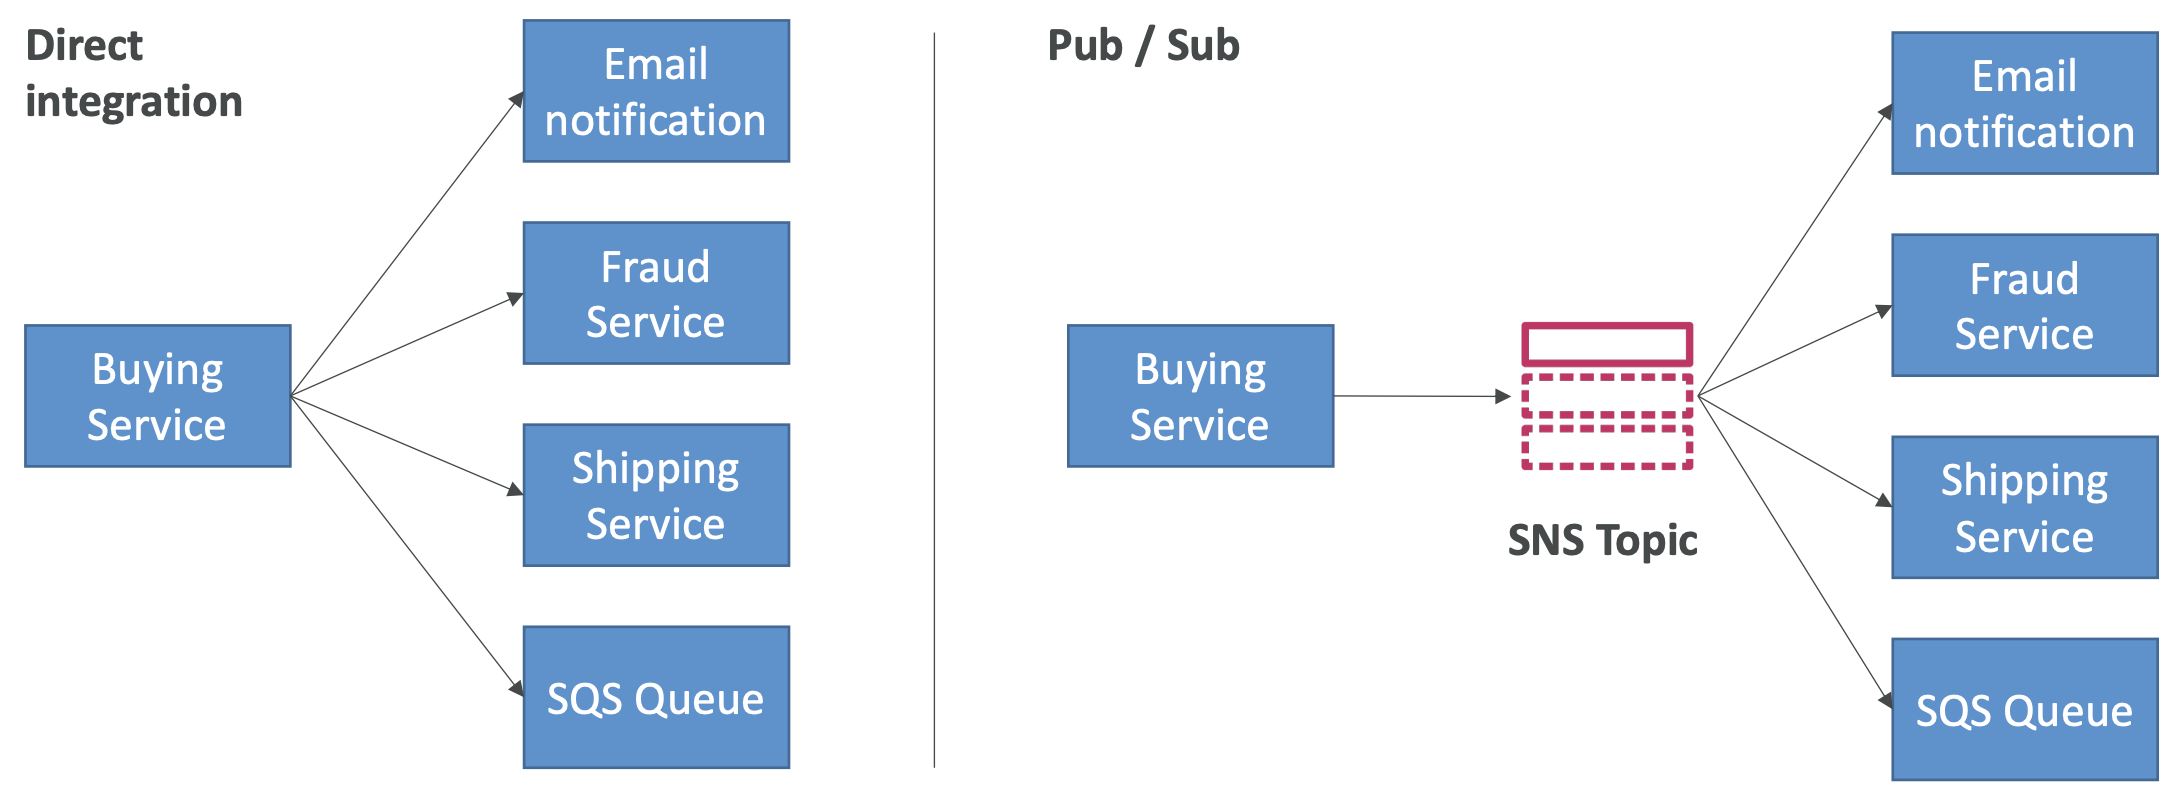 Direct
integration
Email
notification
Fraud
Service
Buying
Service
Shipping
Service
SQS Queue
Pub / Sub
Buying
Service
SNS Topic
Email
notification
Fraud
Service
Shipping
Service
SQS Queue